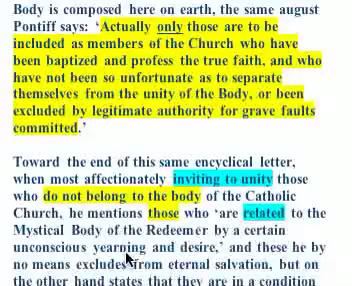 Body is composed here on earth, the same august
Pontiff says: ‘Actually only those are to be
included as members of the Church who have
been baptized and profess the true faith, and who
have not been so unfortunate as to separate
themselves from the unity of the Body, or been
excluded by legitimate authority for grave faults
committed.’
Toward the end of this same encyclical letter,
when most affectionately inviting to unity those
who do not belong to the body of the Catholic
Church, he mentions those who ‘are related to the
Mystical Body of the Redeemer by a certain
unconscious yearning and desire,’ and these he by
no means excludes from eternal salvation, but on
the other hand states that they are in a condition